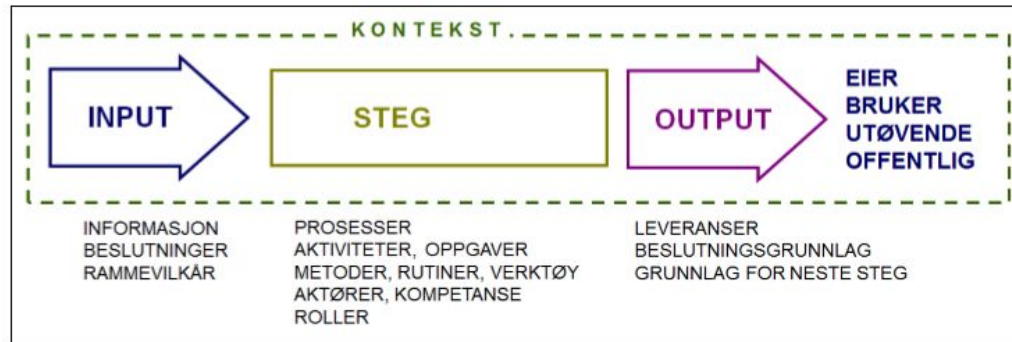 KONTEKST.
INPUT
STEG
OUTPUT
EIER
BRUKER
UTØVENDE
OFFENTLIG
INFORMASJON
BESLUTNINGER
RAMMEVILKÅR
PROSESSER
AKTIVITETER, OPPGAVER
METODER, RUTINER, VERKTØY
AKTØRER, KOMPETANSE
ROLLER
LEVERANSER
BESLUTNINGSGRUNNLAG
GRUNNLAG FOR NESTE STEG